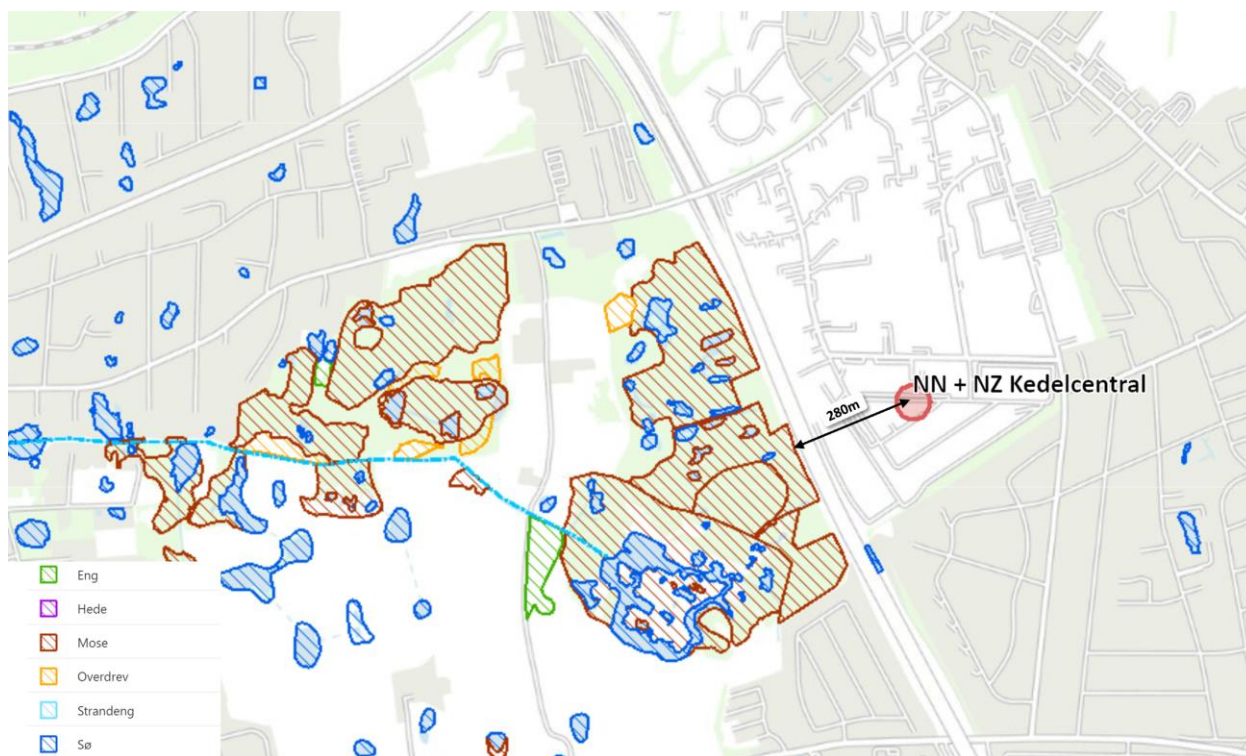 NN + NZ Kedelcentral
280m
Eng
Hede
Mose
Overdrev
Strandeng
Sø